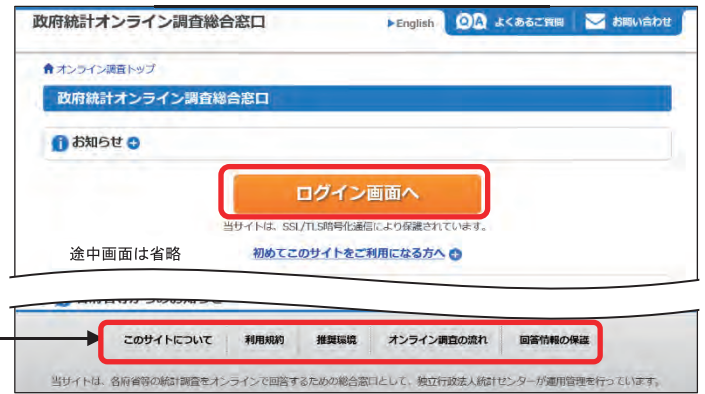 政府統計オンライン調査総合窓口 ▶English Q A よくあるご質問 お問い合わせ
オンライン調査トップ
政府統計オンライン調査総合窓口
お知らせ
ログイン画面へ
当サイトは、SSL/TLS暗号化通信により保護されています。
途中画面は省略 初めてこのサイトをご利用になる方へ
このサイトについて 利用規約 推奨環境 オンライン調査の流れ 回答情報の保護
当サイトは、各府省等の統計調査をオンラインで回答するための総合窓口として、独立行政法人統計センターが運用管理を行っています。